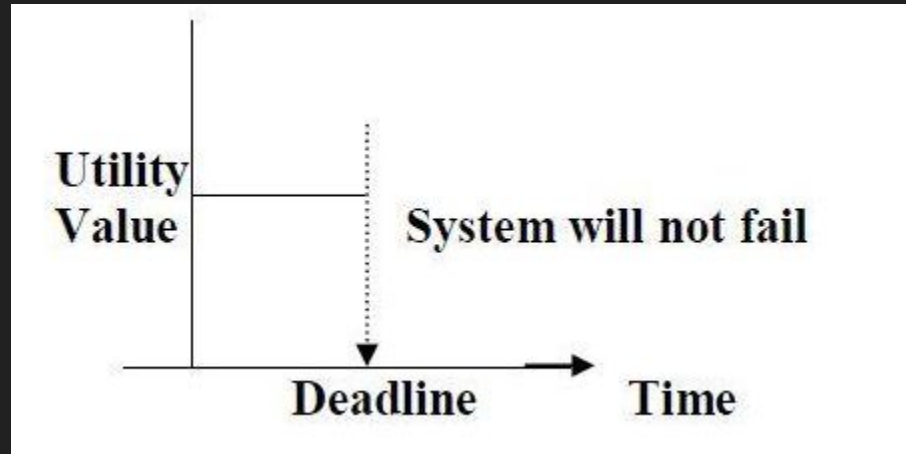 Utility
Value
System will not fail
Deadline
Time